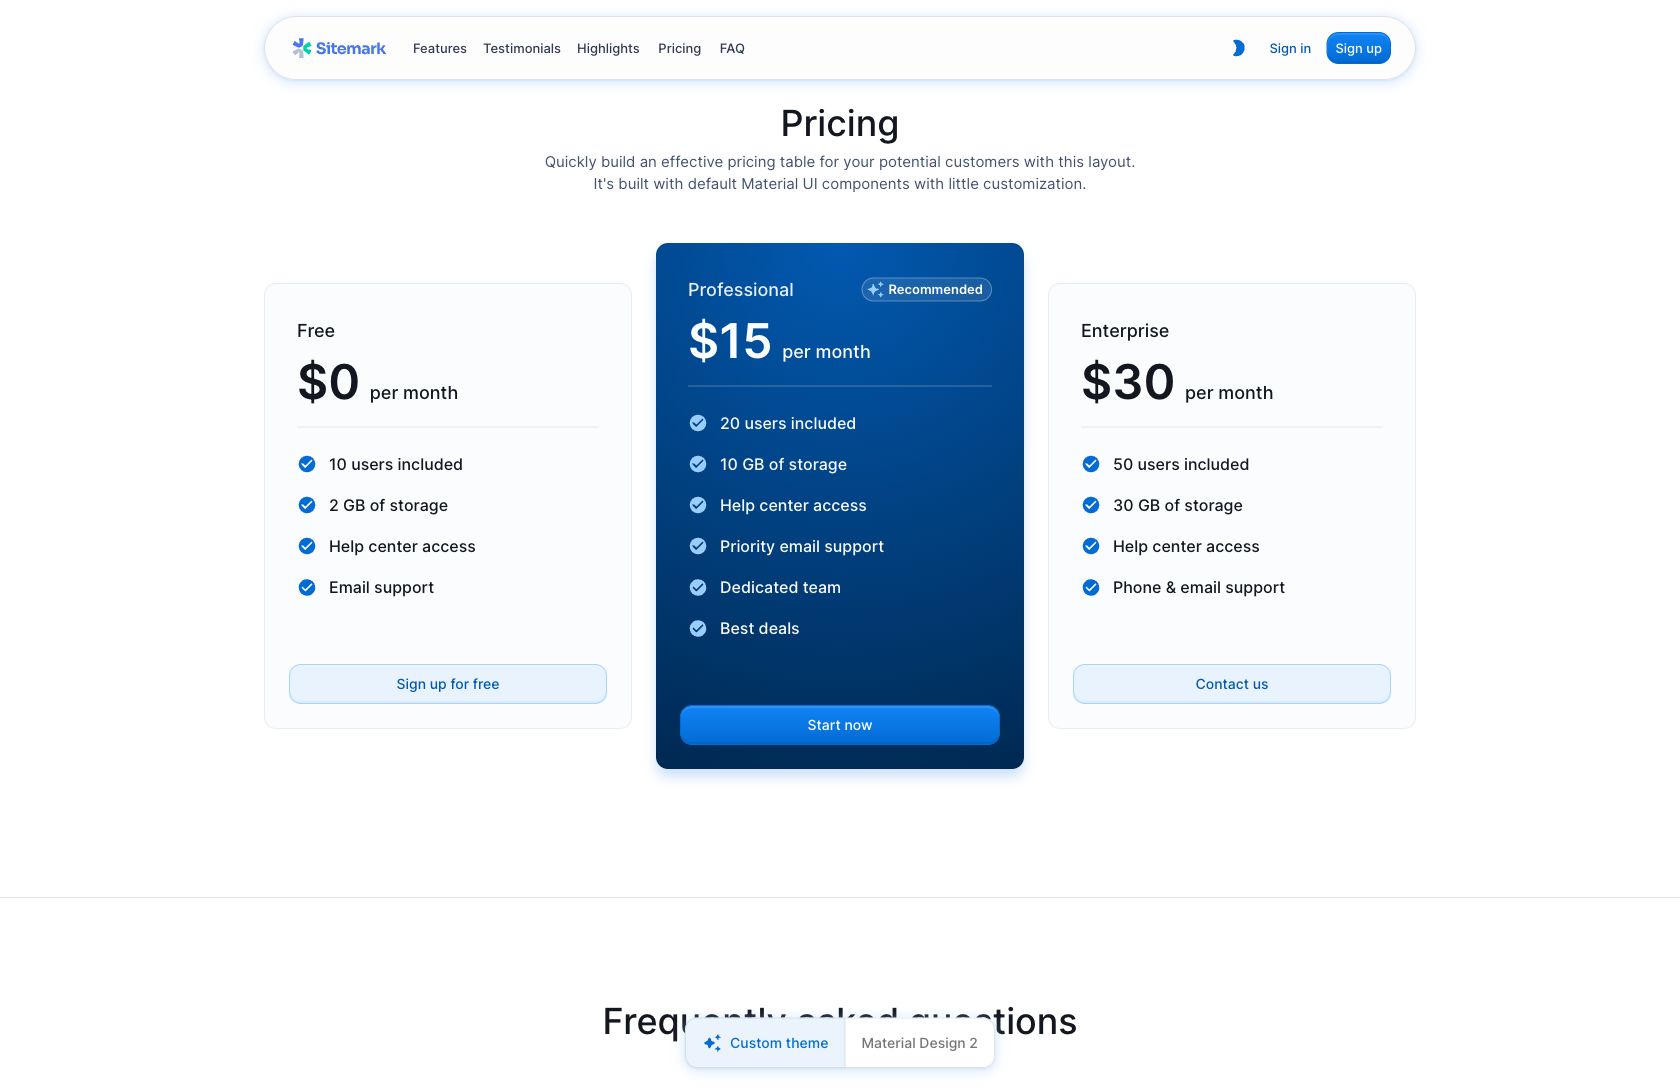 Sitemark Features Testimonials Highlights Pricing FAQ Sign in Sign up
Pricing
Quickly build an effective pricing table for your potential customers with this layout.
It's built with default Material UI components with little customization.
Free
$0 per month
10 users included
2 GB of storage
Help center access
Email support
Sign up for free
Professional
Recommended
$15 per month
20 users included
10 GB of storage
Help center access
Priority email support
Dedicated team
Best deals
Start now
Enterprise
$30 per month
50 users included
30 GB of storage
Help center access
Phone & email support
Contact us
Frequently asked questions
Custom theme
Material Design 2